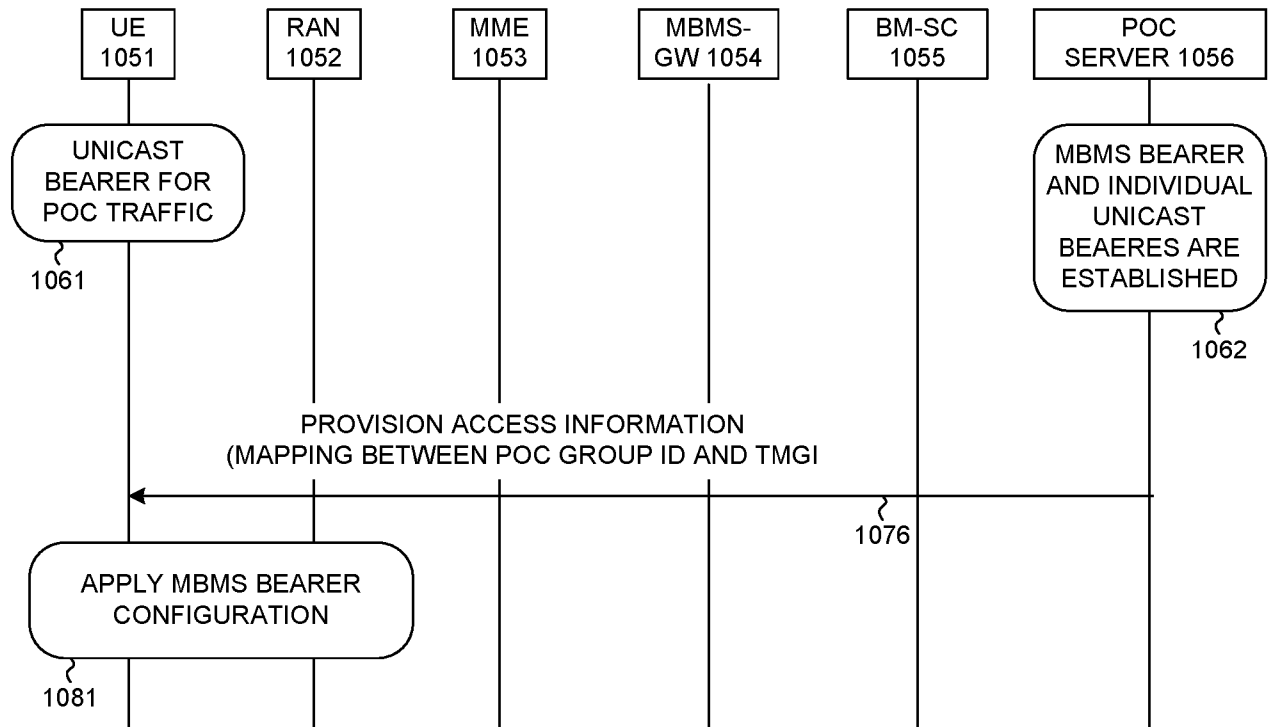 UE
1051
RAN
1052
MME
1053
MBMS-
GW 1054
BM-SC
1055
POC
SERVER 1056
UNICAST
BEARER FOR
POC TRAFFIC
1061
MBMS BEARER
AND INDIVIDUAL
UNICAST
BEAERES ARE
ESTABLISHED
1062
PROVISION ACCESS INFORMATION
(MAPPING BETWEEN POC GROUP ID AND TMGI
1076
APPLY MBMS BEARER
CONFIGURATION
1081